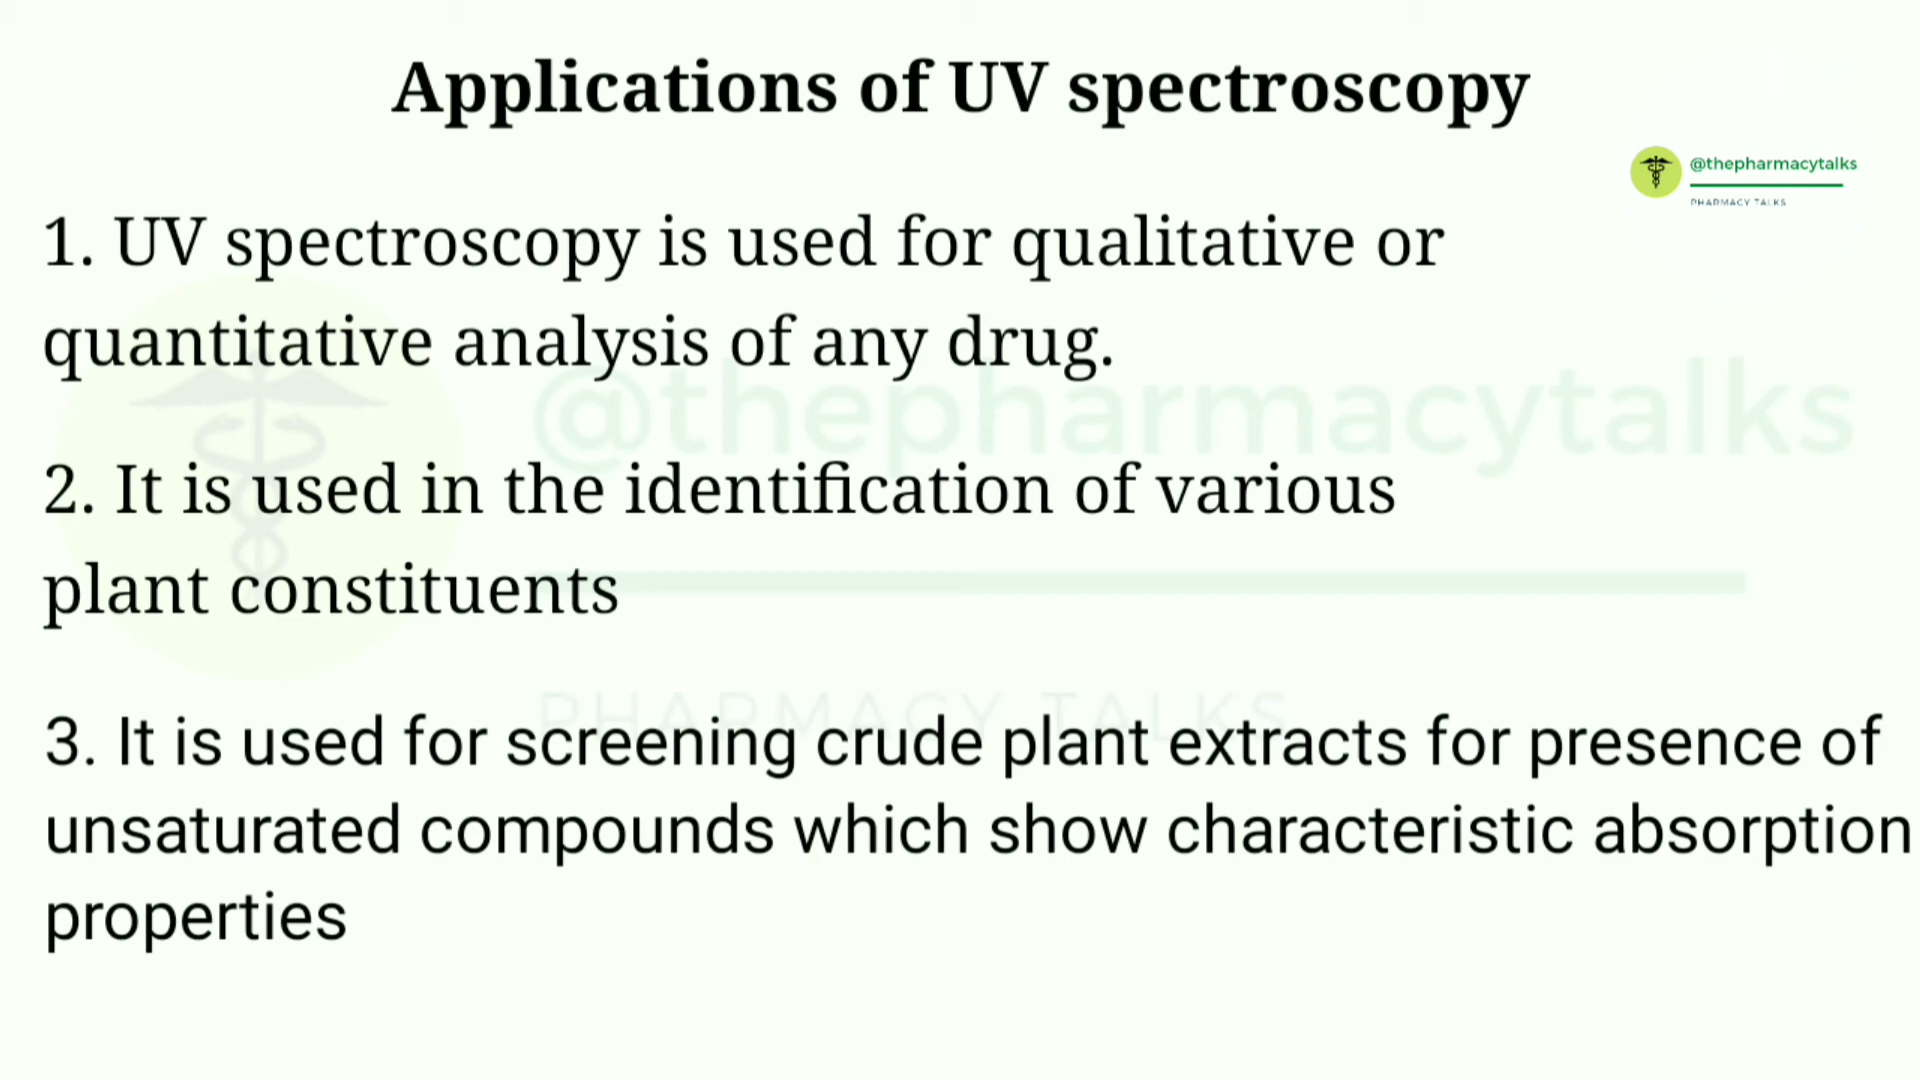 Applications of UV spectroscopy
@thepharmacytalks
PHARMACY TALKS
1. UV spectroscopy is used for qualitative or
quantitative analysis of any drug.
@thepharmacytalks
2. It is used in the identification of various
plant constituents
PHARMACY TALKS
3. It is used for screening crude plant extracts for presence of
unsaturated compounds which show characteristic absorption
properties